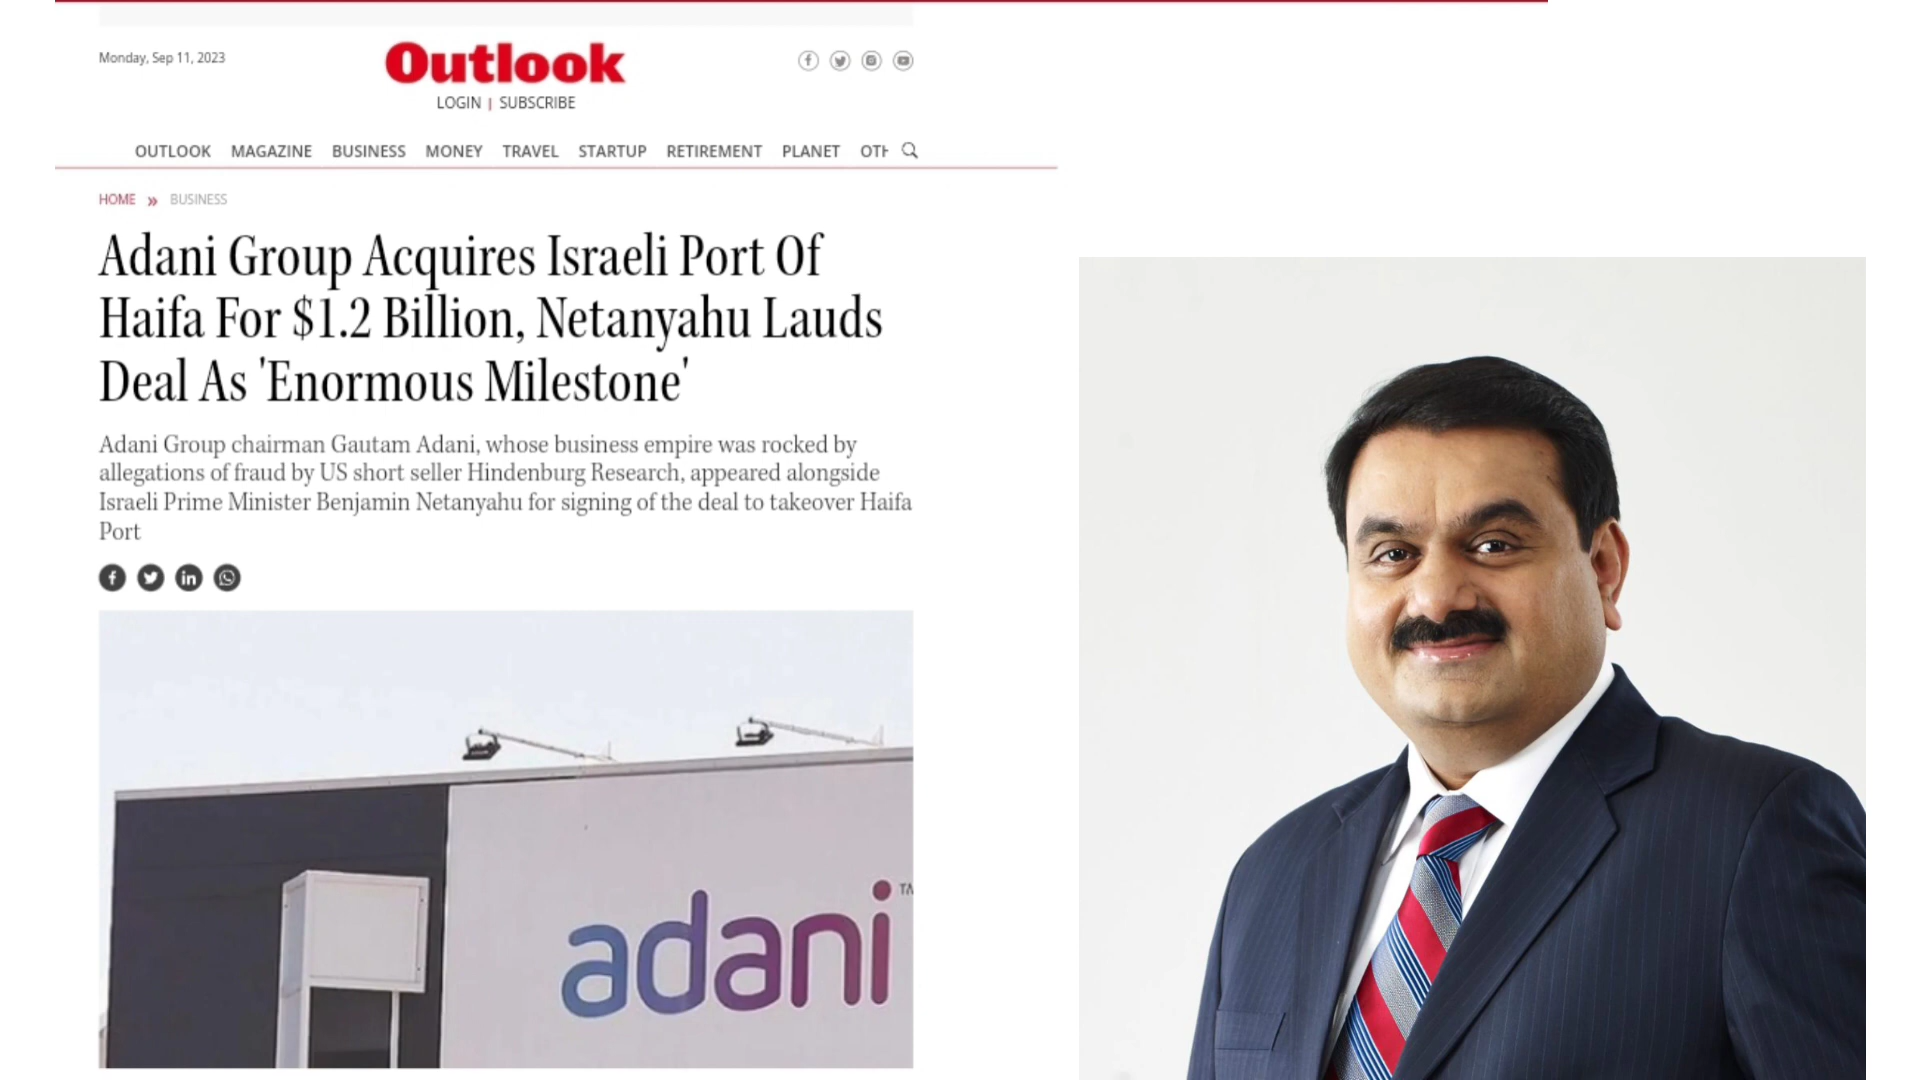 Monday, Sep 11, 2023
Outlook
LOGIN | SUBSCRIBE
OUTLOOK MAGAZINE BUSINESS MONEY TRAVEL STARTUP RETIREMENT PLANET OTH
HOME » BUSINESS
Adani Group Acquires Israeli Port Of
Haifa For $1.2 Billion, Netanyahu Lauds
Deal As 'Enormous Milestone'
Adani Group chairman Gautam Adani, whose business empire was rocked by
allegations of fraud by US short seller Hindenburg Research, appeared alongside
Israeli Prime Minister Benjamin Netanyahu for signing of the deal to takeover Haifa
Port
adani